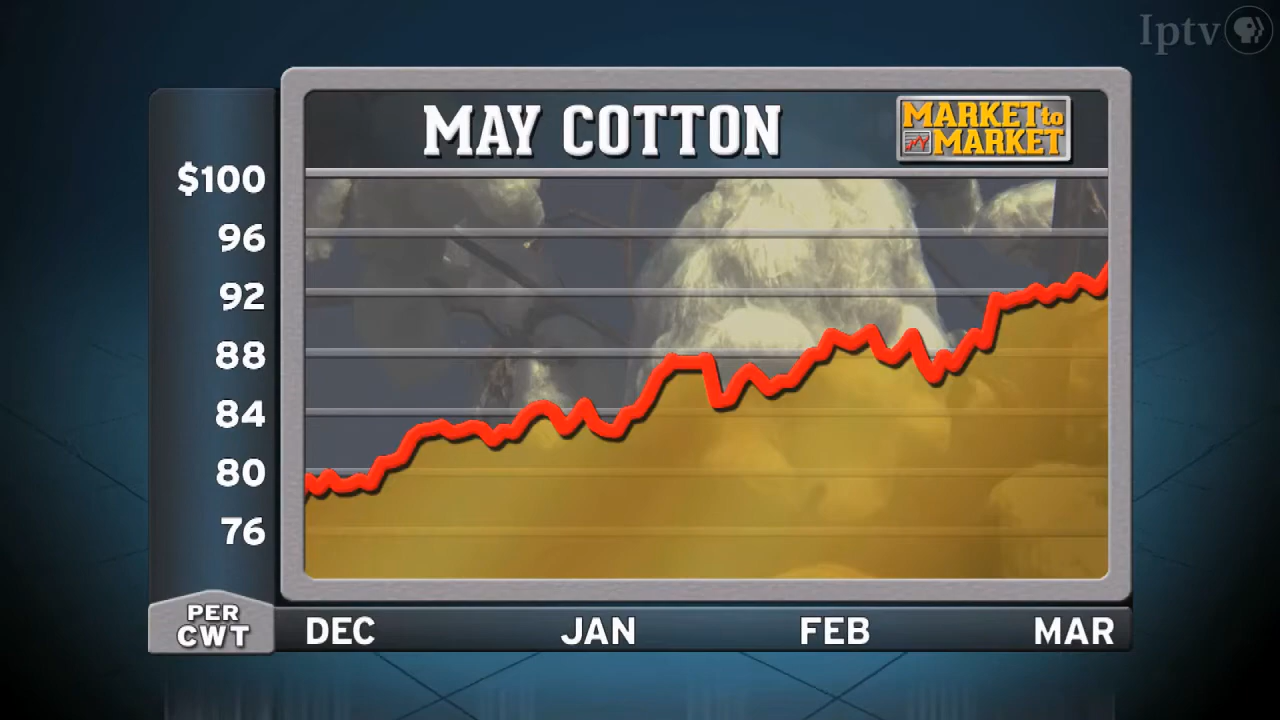 Iptv
MAY COTTON
MARKET to
MARKET
$100
96
92
88
84
80
76
PER
CWT
DEC JAN FEB MAR